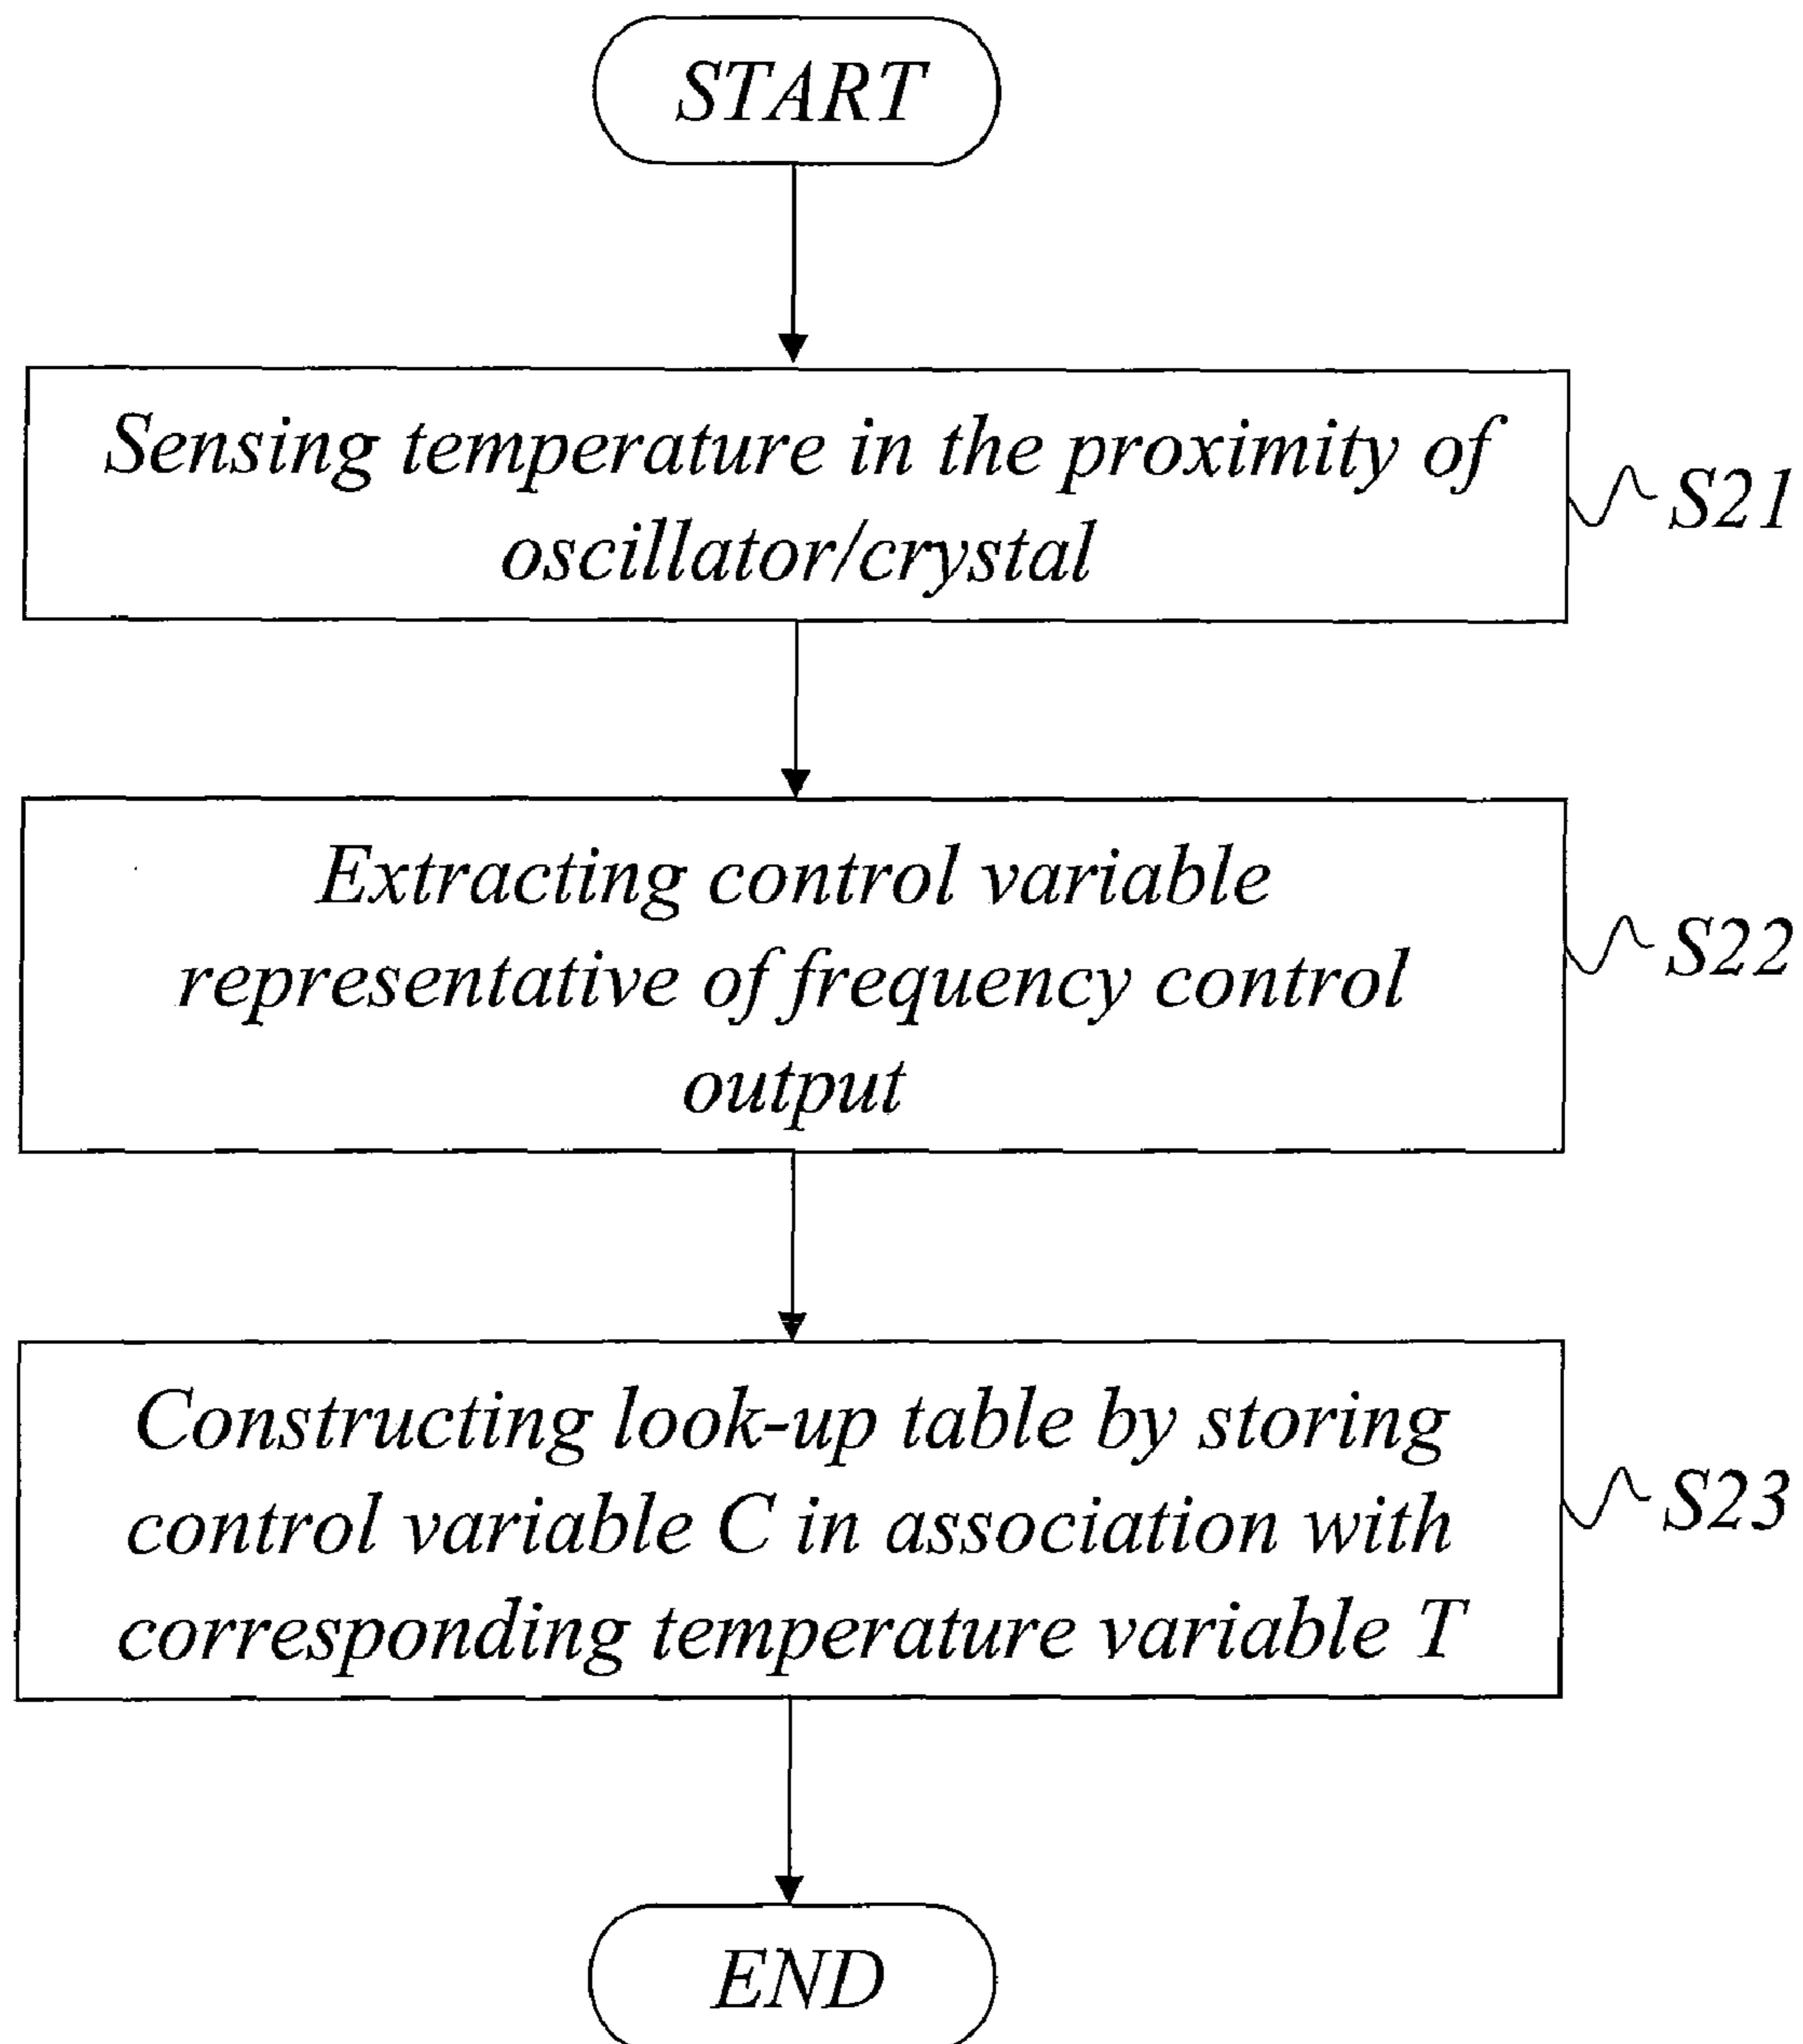 START
Sensing temperature in the proximity of
oscillator/crystal
S21
Extracting control variable
representative of frequency control
output
S22
Constructing look-up table by storing
control variable C in association with
corresponding temperature variable T
S23
END